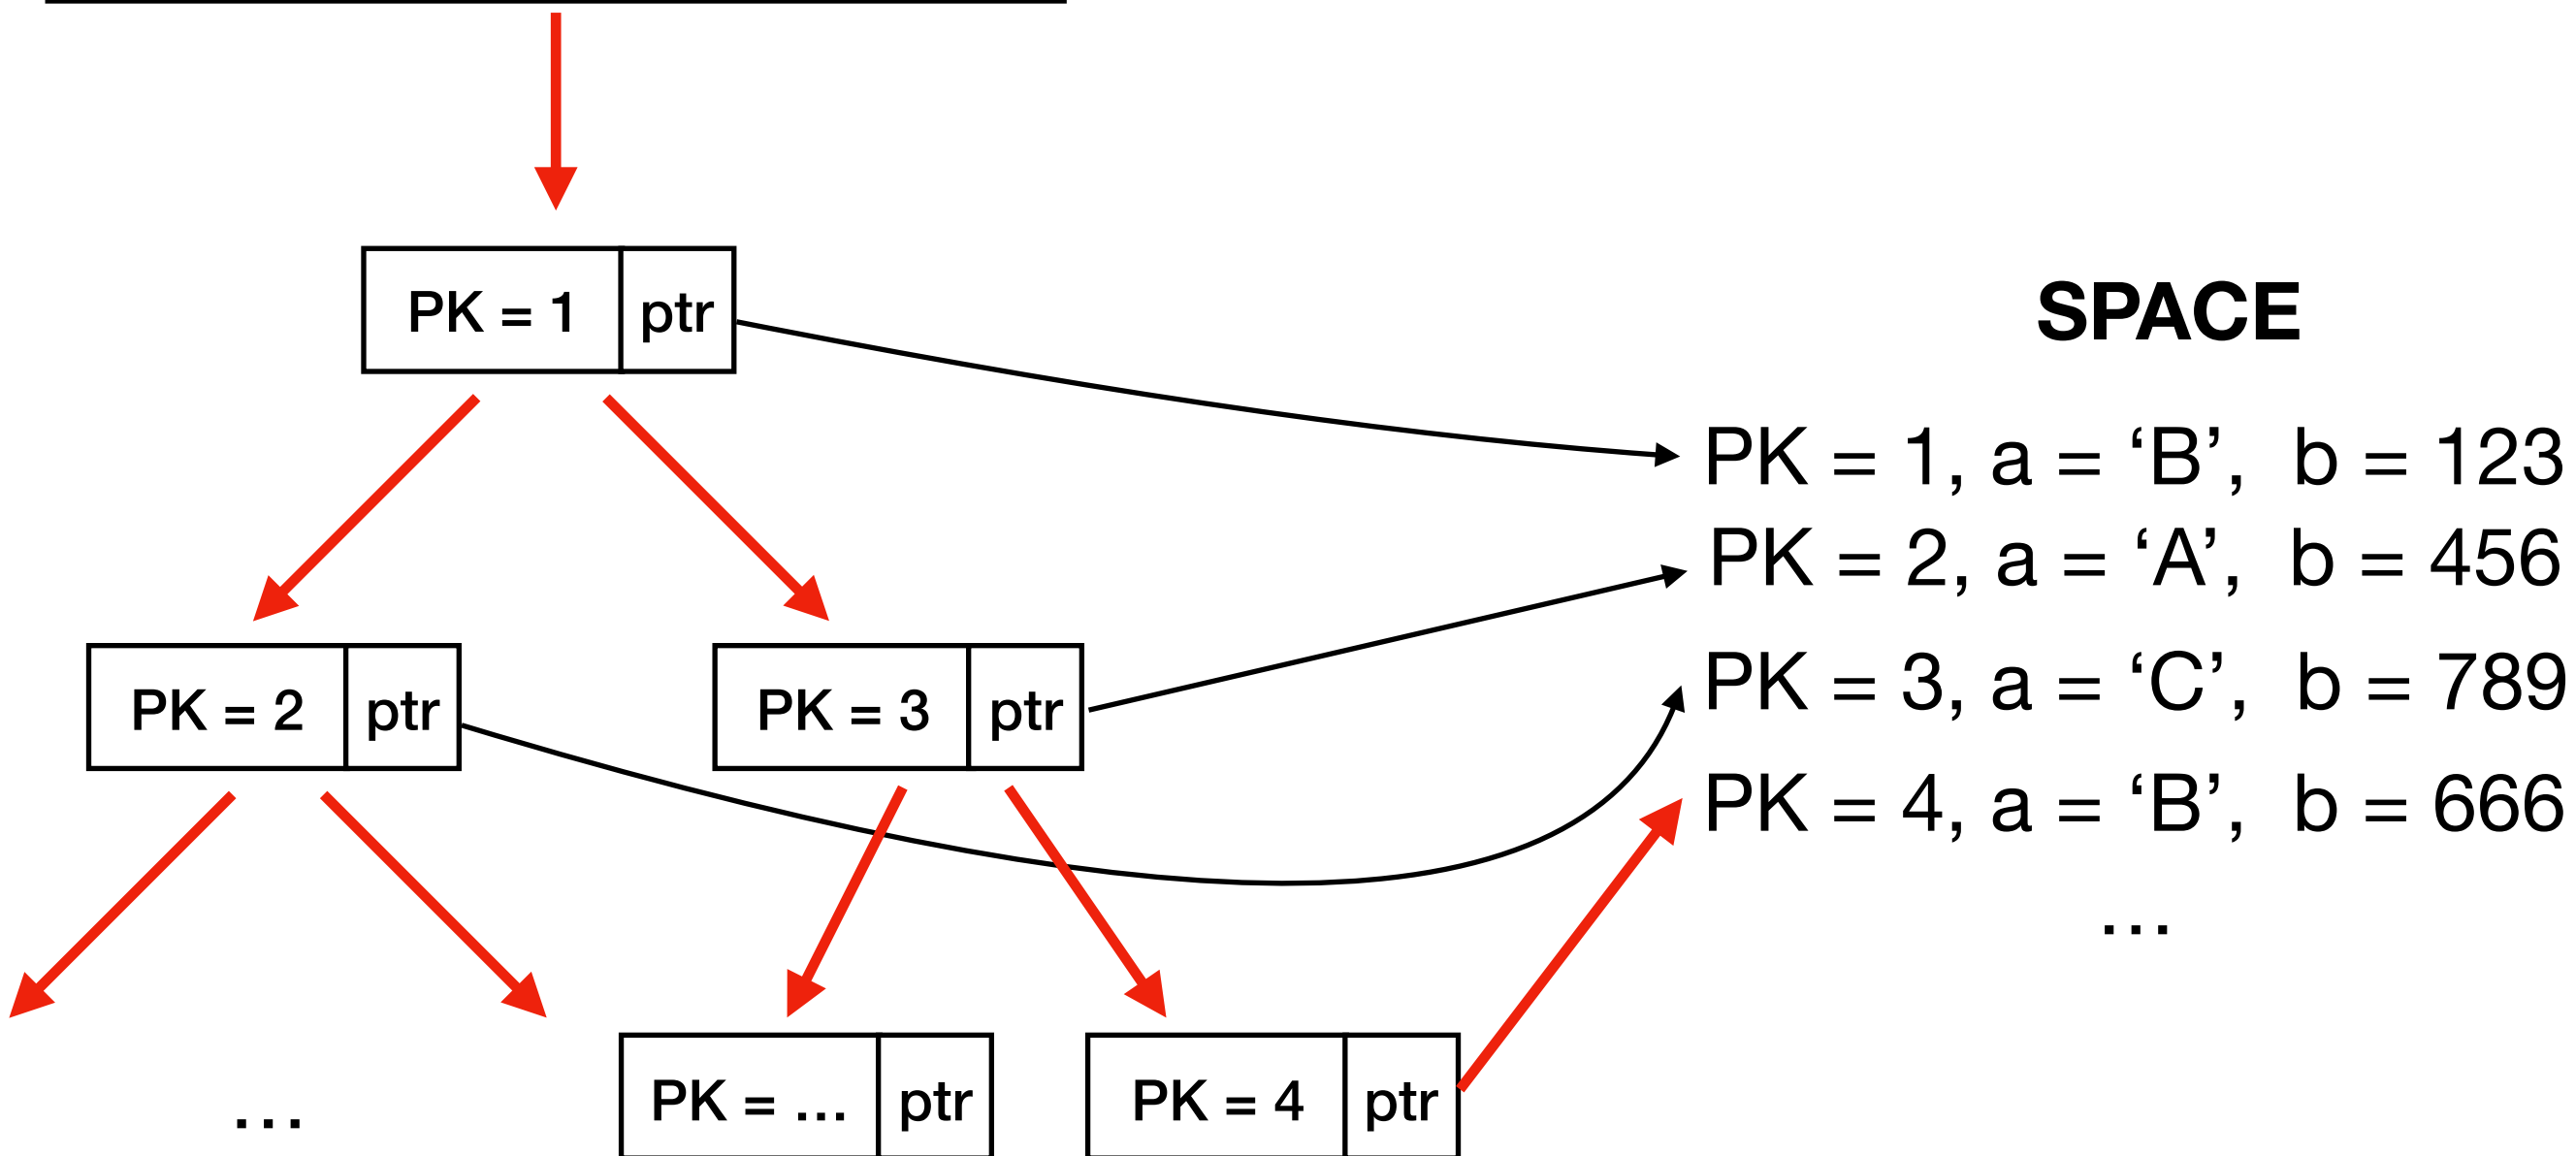 PK = 1 ptr
SPACE
PK = 1, a = ‘B’, b = 123
PK = 2, a = ‘A’, b = 456
PK = 3, a = ‘C’, b = 789
PK = 4, a = ‘B’, b = 666
...
PK = 2 ptr
PK = 3 ptr
...
PK = ... ptr
PK = 4 ptr